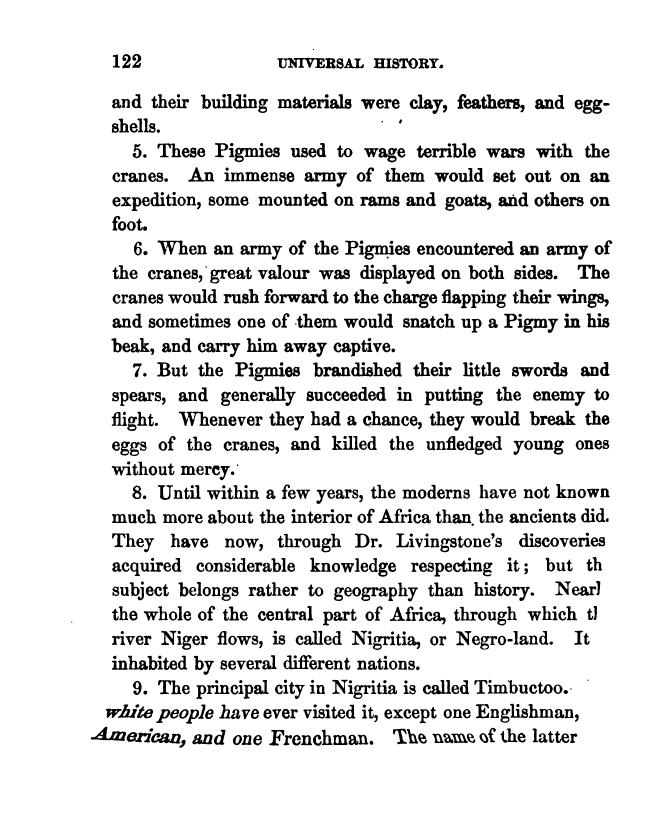 122 UNIVERSAL HISTORY.
and their building materials were clay, feathers, and egg-
shells.
5. These Pigmies used to wage terrible wars with the
cranes. An immense army of them would set out on an
expedition, some mounted on rams and goats, and others on
foot.
6. When an army of the Pigmies encountered an army of
the cranes, great valour was displayed on both sides. The
cranes would rush forward to the charge flapping their wings,
and sometimes one of them would snatch up a Pigmy in his
beak, and carry him away captive.
7. But the Pigmies brandished their little swords and
spears, and generally succeeded in putting the enemy to
flight. Whenever they had a chance, they would break the
eggs of the cranes, and killed the unfledged young ones
without mercy.
8. Until within a few years, the moderns have not known
much more about the interior of Africa than the ancients did.
They have now, through Dr. Livingstone's discoveries
acquired considerable knowledge respecting it; but th
subject belongs rather to geography than history. Nearl
the whole of the central part of Africa, through which t
river Niger flows, is called Nigritia, or Negro-land. It
inhabited by several different nations.
9. The principal city in Nigritia is called Timbuctoo.
white people have ever visited it, except one Englishman,
American, and one Frenchman. The name of the latter